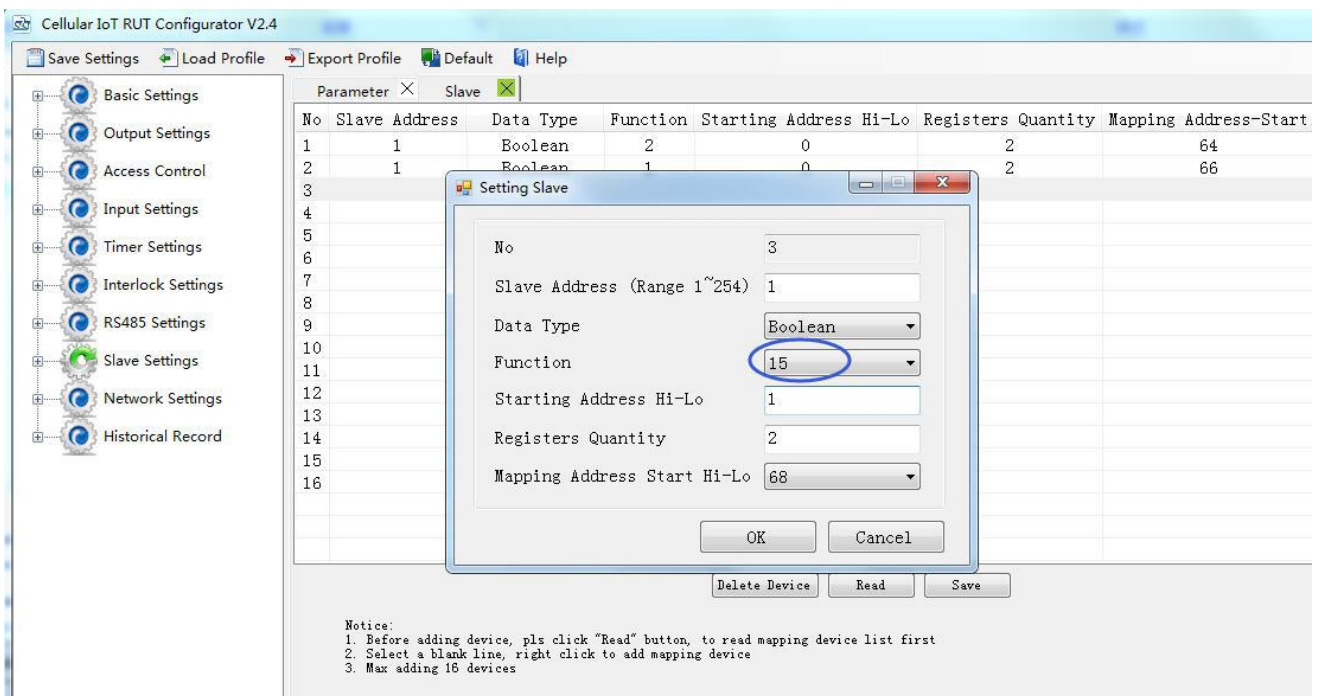 Cellular IoT RUT Configurator V2.4
Save Settings Load Profile Export Profile Default Help
Basic Settings
Output Settings
Access Control
Input Settings
Timer Settings
Interlock Settings
RS485 Settings
Slave Settings
Network Settings
Historical Record
Parameter Slave
No Slave Address Data Type Function Starting Address Hi-Lo Registers Quantity Mapping Address-Start
1 1 Boolean 2 0 2 64
2 1 Boolean 1 0 2 66
3
4
5
6
7
8
9
10
11
12
13
14
15
16
Setting Slave
No 3
Slave Address (Range 1~254) 1
Data Type Boolean
Function 15
Starting Address Hi-Lo 1
Registers Quantity 2
Mapping Address Start Hi-Lo 68
OK Cancel
Delete Device Read Save
Notice:
1. Before adding device, pls click "Read" button, to read mapping device list first
2. Select a blank line, right click to add mapping device
3. Max adding 16 devices